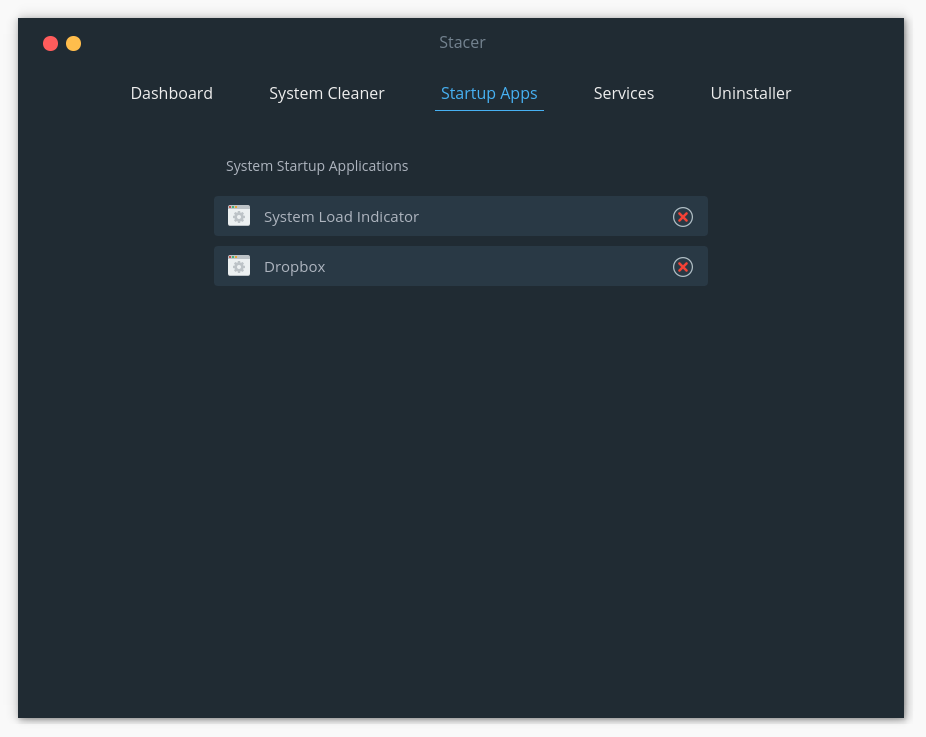 Stacer
Dashboard System Cleaner Startup Apps Services Uninstaller
System Startup Applications
System Load Indicator
Dropbox